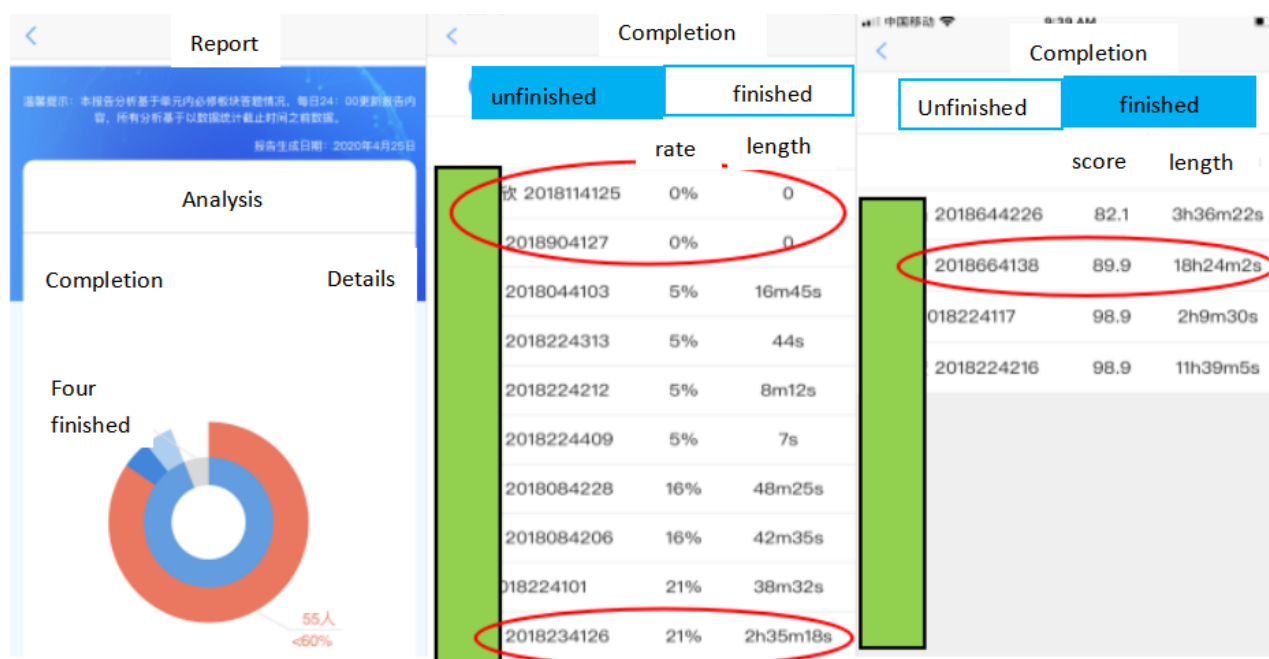 Report
温馨提示：本报告分析基于单元内必修板块答题情况，每日24：00更新报告内
容，所有分析基于以数据统计截止时间之前数据。
报告生成日期：2020年4月25日
Analysis
Completion Details
Four
finished
55人
<60%
Completion
unfinished finished
rate length
欣 2018114125 0% 0
2018904127 0% 0
2018044103 5% 16m45s
2018224313 5% 44s
2018224212 5% 8m12s
2018224409 5% 7s
2018084228 16% 48m25s
2018084206 16% 42m35s
018224101 21% 38m32s
2018234126 21% 2h35m18s
中国移动 9:39 AM
Completion
Unfinished finished
score length
2018644226 82.1 3h36m22s
2018664138 89.9 18h24m2s
018224117 98.9 2h9m30s
2018224216 98.9 11h39m5s